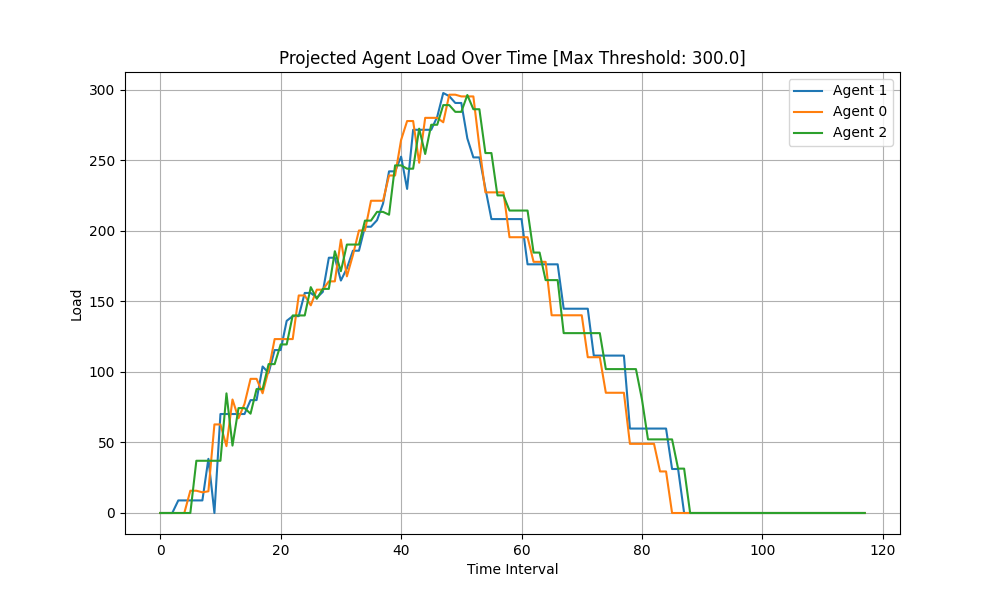 Projected Agent Load Over Time [Max Threshold: 300.0]
Agent 1
Agent 0
Agent 2
300
250
200
150
100
50
0
Load
0 20 40 60 80 100 120
Time Interval